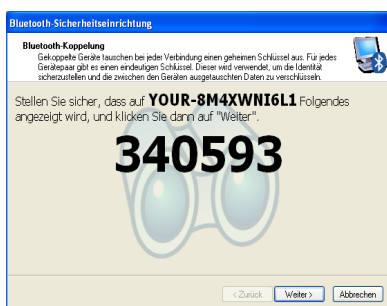 Bluetooth-Sicherheitseinrichtung
Bluetooth-Koppelung
Gekoppelte Geräte tauschen bei jeder Verbindung einen geheimen Schlüssel aus. Für jedes
Gerätepaar gibt es einen eindeutigen Schlüssel. Dieser wird verwendet, um die Identität
sicherzustellen und die zwischen den Geräten ausgetauschten Daten zu verschlüsseln.
Stellen Sie sicher, dass auf YOUR-8M4XWNI6L1 Folgendes
angezeigt wird, und klicken Sie dann auf "Weiter".
340593
< Zurück Weiter > Abbrechen